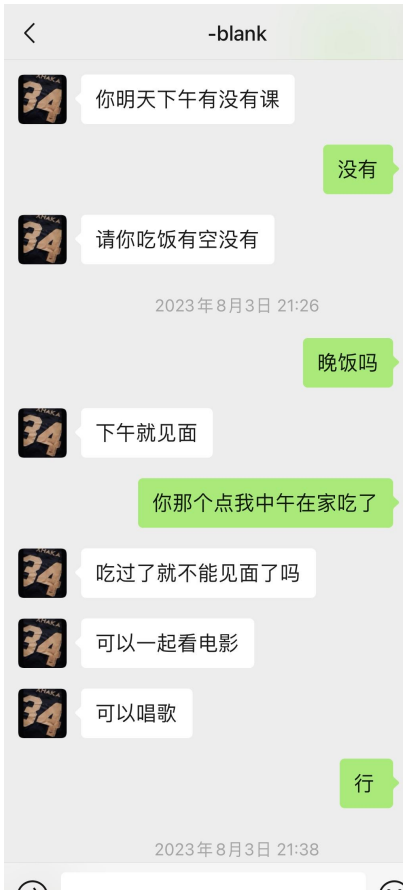 -blank
你明天下午有没有课
没有
请你吃饭有空没有
2023年8月3日 21:26
晚饭吗
下午就见面
你那个点我中午在家吃了
吃过了就不能见面了吗
可以一起看电影
可以唱歌
行
2023年8月3日 21:38